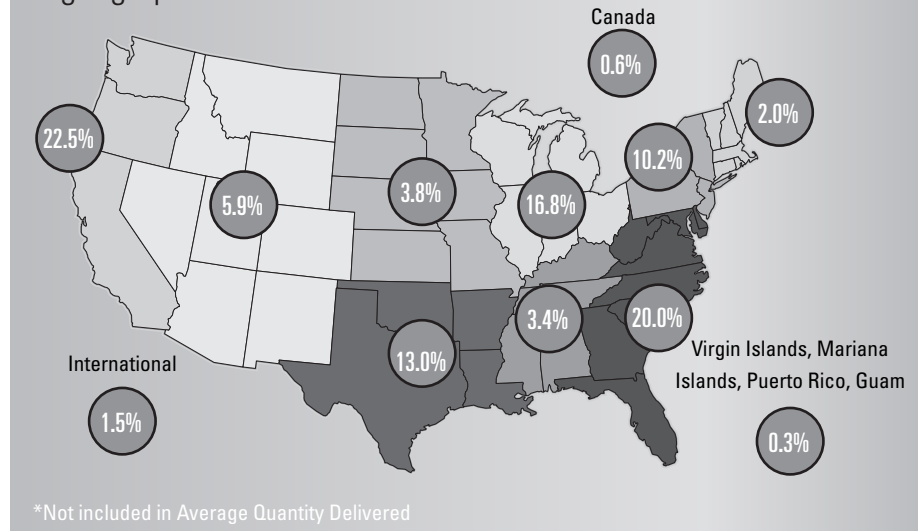 Canada
0.6%
2.0%
22.5%
10.2%
3.8%
5.9%
16.8%
3.4%
20.0%
13.0%
Virgin Islands, Mariana
Islands, Puerto Rico, Guam
International
1.5%
0.3%
*Not included in Average Quantity Delivered